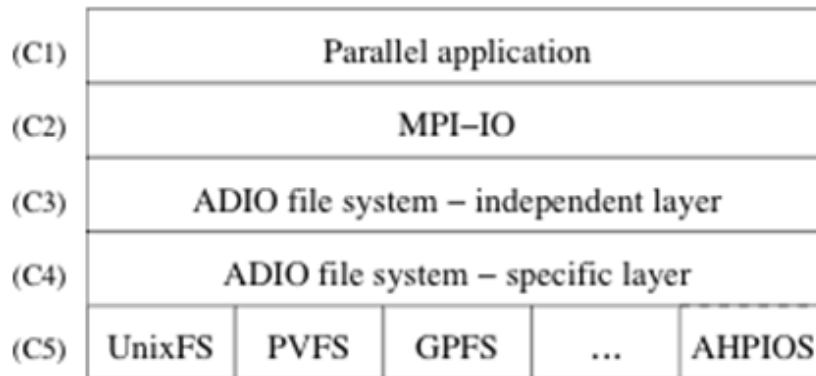 (C1) Parallel application
(C2) MPI–IO
(C3) ADIO file system – independent layer
(C4) ADIO file system – specific layer
(C5) UnixFS PVFS GPFS ... AHPIOS